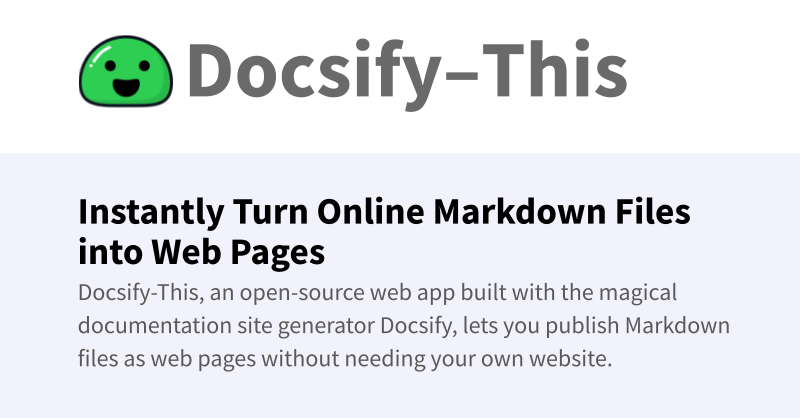 Docsify–This
Instantly Turn Online Markdown Files
into Web Pages
Docsify-This, an open-source web app built with the magical
documentation site generator Docsify, lets you publish Markdown
files as web pages without needing your own website.